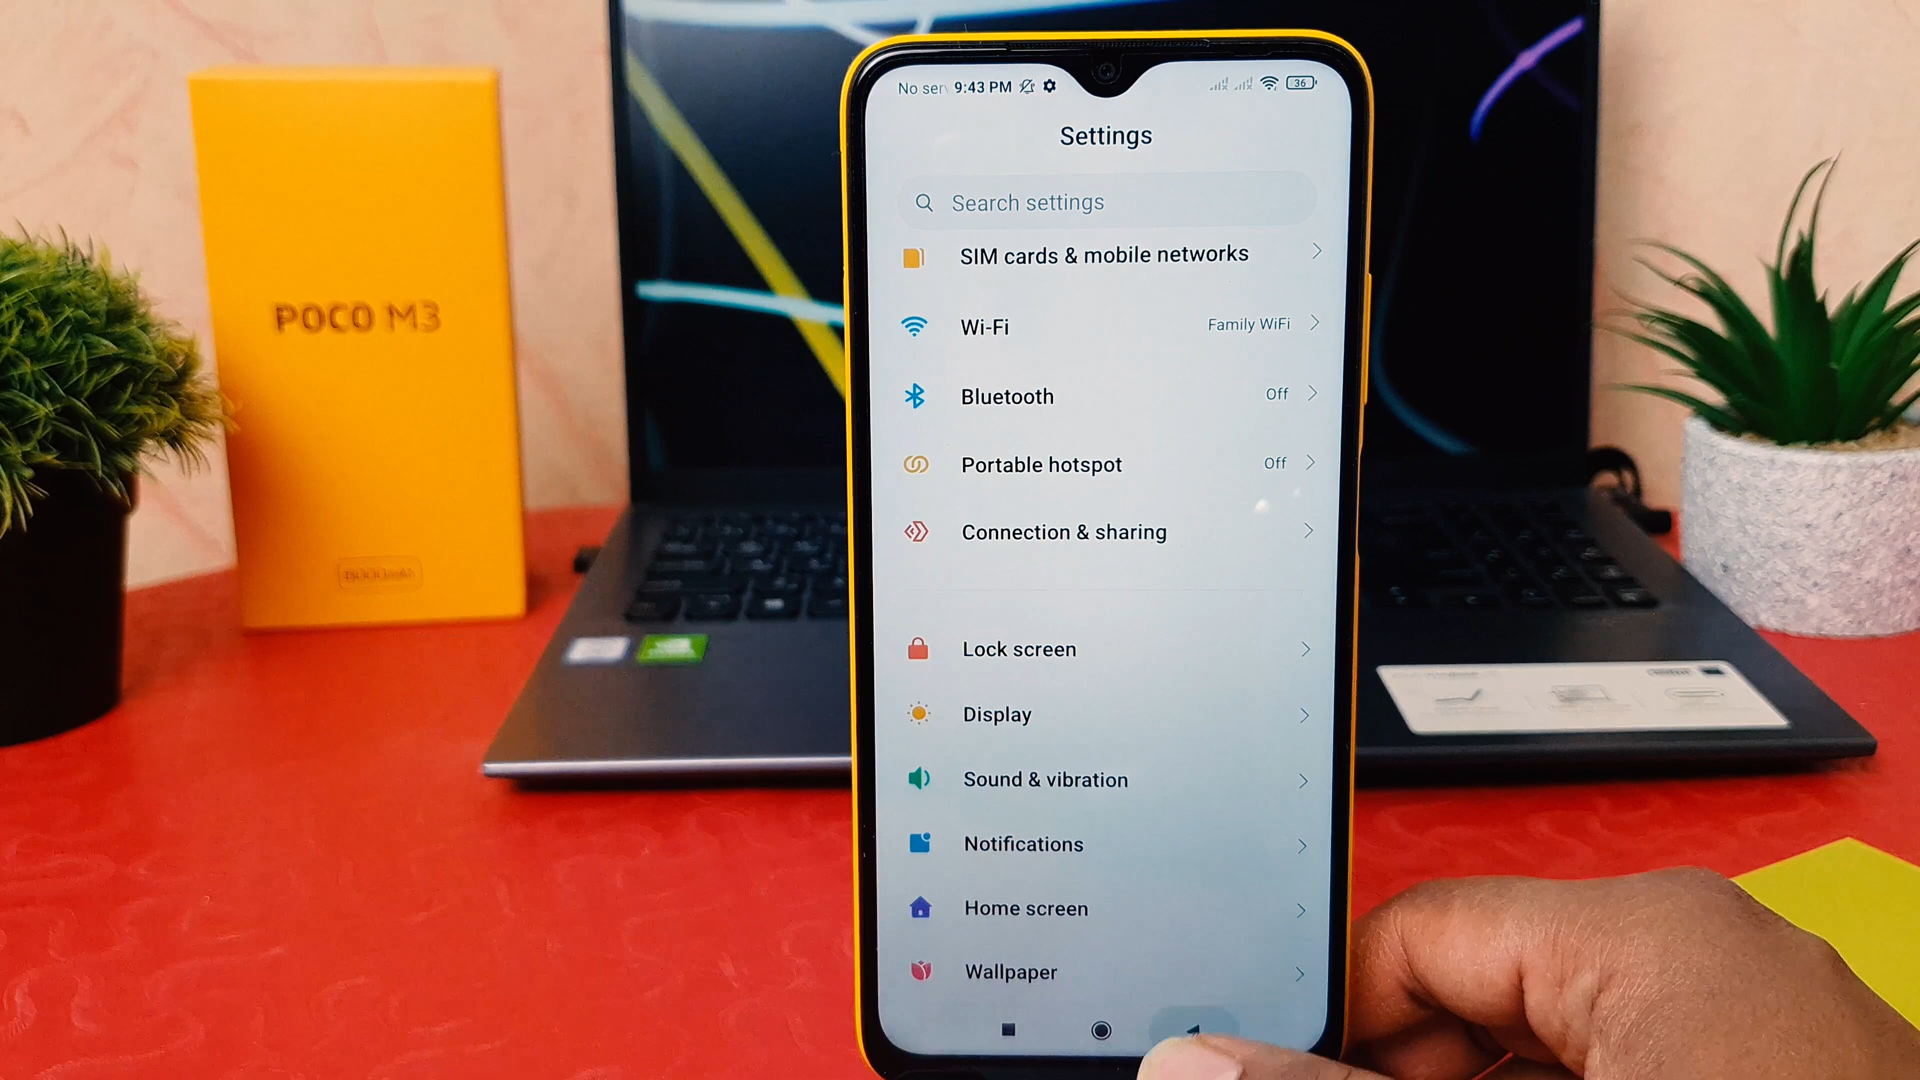 POCO M3
No ser
9:43 PM
36
Settings
Search settings
SIM cards & mobile networks
Wi-Fi
Family WiFi
Bluetooth
Off
Portable hotspot
Off
Connection & sharing
Lock screen
Display
Sound & vibration
Notifications
Home screen
Wallpaper